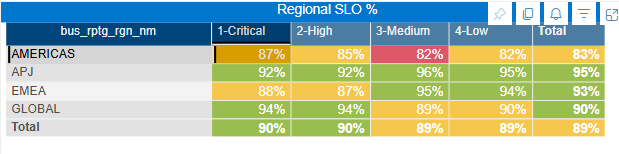 Regional SLO %
bus_rptg_rgn_nm 1-Critical 2-High 3-Medium 4-Low Total
AMERICAS 87% 85% 82% 82% 83%
APJ 92% 92% 96% 95% 95%
EMEA 88% 87% 95% 94% 93%
GLOBAL 94% 94% 89% 90% 90%
Total 90% 90% 89% 89% 89%